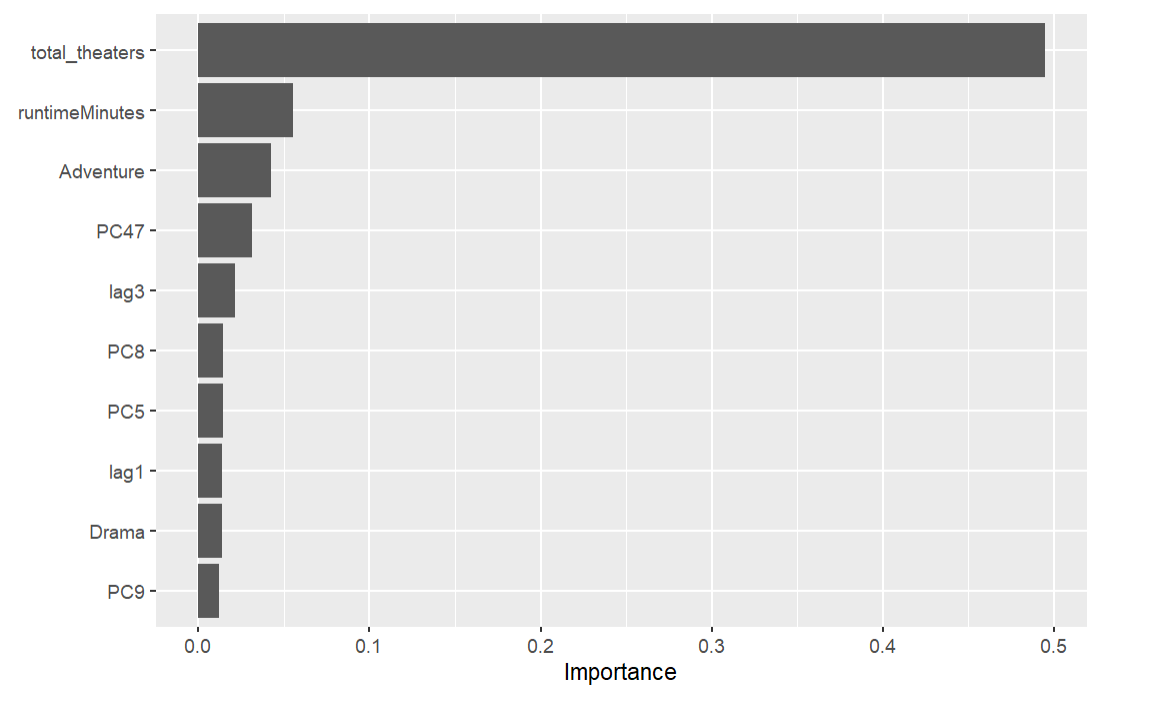 total_theaters
runtimeMinutes
Adventure
PC47
lag3
PC8
PC5
lag1
Drama
PC9
0.0 0.1 0.2 0.3 0.4 0.5
Importance